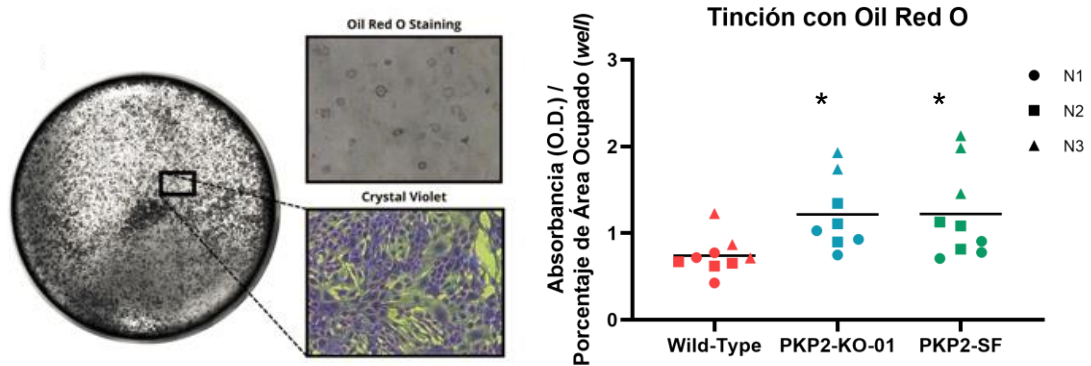 Oil Red O Staining
Crystal Violet
Tinción con Oil Red O
Absorbancia (O.D.) /
Porcentaje de Área Ocupado (well)
3
2
1
0
Wild-Type
PKP2-KO-01
PKP2-SF
*
*
N1
N2
N3